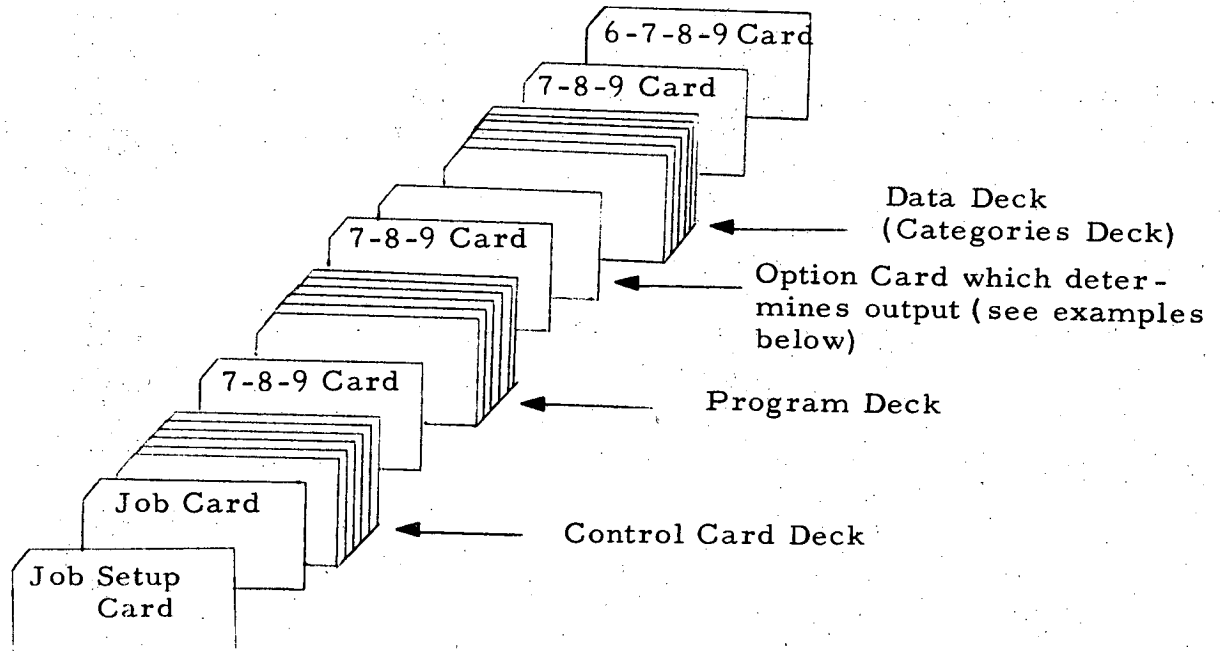 6-7-8-9 Card
7-8-9 Card
Data Deck
(Categories Deck)
7-8-9 Card
Option Card which deter-
mines output (see examples
below)
7-8-9 Card
Program Deck
Job Card
Control Card Deck
Job Setup
Card